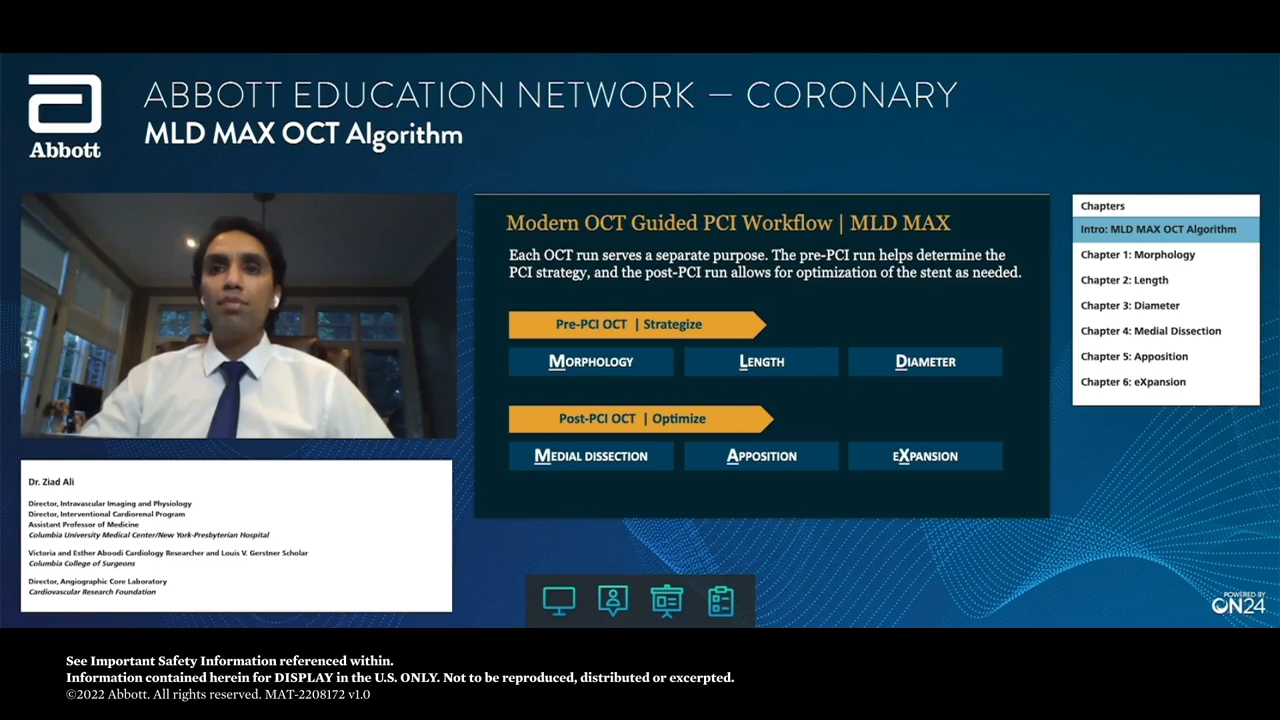 Abbott
ABBOTT EDUCATION NETWORK — CORONARY
MLD MAX OCT Algorithm
Modern OCT Guided PCI Workflow | MLD MAX
Each OCT run serves a separate purpose. The pre-PCI run helps determine the
PCI strategy, and the post-PCI run allows for optimization of the stent as needed.
Pre-PCI OCT | Strategize
MORPHOLOGY
LENGTH
DIAMETER
Post-PCI OCT | Optimize
MEDIAL DISSECTION
APPOSITION
EXPANSION
Chapters
Intro: MLD MAX OCT Algorithm
Chapter 1: Morphology
Chapter 2: Length
Chapter 3: Diameter
Chapter 4: Medial Dissection
Chapter 5: Apposition
Chapter 6: eXpansion
Dr. Ziad Ali
Director, Intravascular Imaging and Physiology
Director, Interventional Cardiorenal Program
Assistant Professor of Medicine
Columbia University Medical Center/New York-Presbyterian Hospital
Victoria and Esther Aboodi Cardiology Researcher and Louis V. Gerstner Scholar
Columbia College of Surgeons
Director, Angiographic Core Laboratory
Cardiovascular Research Foundation
POWERED BY
ON24
See Important Safety Information referenced within.
Information contained herein for DISPLAY in the U.S. ONLY. Not to be reproduced, distributed or excerpted.
©2022 Abbott. All rights reserved. MAT-2208172 v1.0